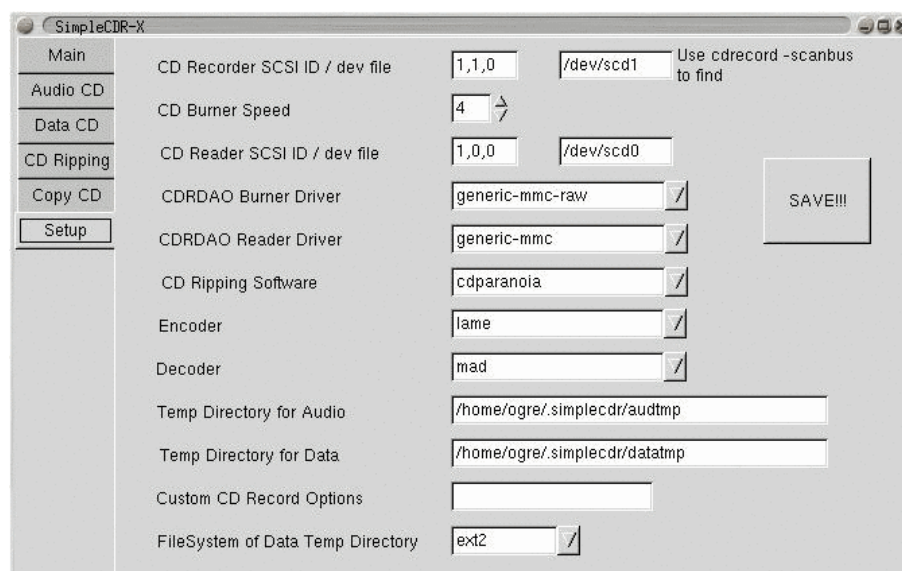 SimpleCDR-X
Main
Audio CD
Data CD
CD Ripping
Copy CD
Setup
CD Recorder SCSI ID / dev file 1,1,0 /dev/scd1 Use cdrecord -scanbus
to find
CD Burner Speed 4
CD Reader SCSI ID / dev file 1,0,0 /dev/scd0
CDRDAO Burner Driver generic-mmc-raw
SAVE!!!
CDRDAO Reader Driver generic-mmc
CD Ripping Software cdparanoia
Encoder lame
Decoder mad
Temp Directory for Audio /home/ogre/.simplecdr/audtmp
Temp Directory for Data /home/ogre/.simplecdr/datatmp
Custom CD Record Options
FileSystem of Data Temp Directory ext2